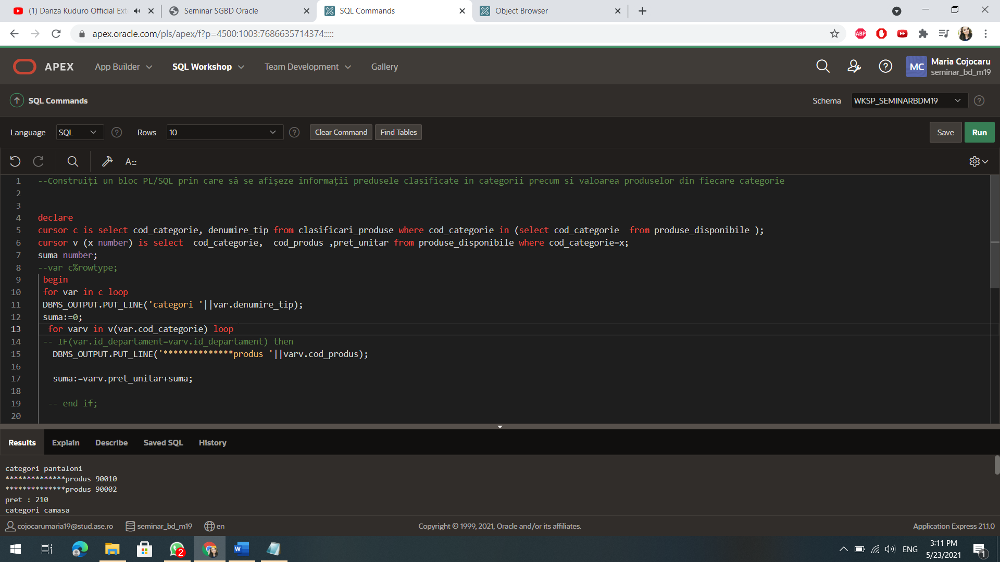 (1) Danza Kuduro Official Ext
Seminar SGBD Oracle
SQL Commands
Object Browser
apex.oracle.com/pls/apex/f?p=4500:1003:7686635714374:::::
ABP
APEX
App Builder
SQL Workshop
Team Development
Gallery
MC
Maria Cojocaru
seminar_bd_m19
SQL Commands
Schema
WKSP_SEMINARBDM19
Language
SQL
Rows
10
Clear Command
Find Tables
Save
Run
A::
1 --Construiți un bloc PL/SQL prin care să se afișeze informații predusele clasificate in categorii precum si valoarea produselor din fiecare categorie
2
3
4 declare
5 cursor c is select cod_categorie, denumire_tip from clasificari_produse where cod_categorie in (select cod_categorie  from produse_disponibile );
6 cursor v (x number) is select  cod_categorie,  cod_produs ,pret_unitar from produse_disponibile where cod_categorie=x;
7 suma number;
8 --var c%rowtype;
9 begin
10 for var in c loop
11 DBMS_OUTPUT.PUT_LINE('categori '||var.denumire_tip);
12 suma:=0;
13 for varv in v(var.cod_categorie) loop
14 -- IF(var.id_departament=varv.id_departament) then
15 DBMS_OUTPUT.PUT_LINE('**************produs '||varv.cod_produs);
16
17 suma:=varv.pret_unitar+suma;
18
19 -- end if;
20
Results
Explain
Describe
Saved SQL
History
categori pantaloni
**************produs 90010
**************produs 90002
pret : 210
categori camasa
cojocarumaria19@stud.ase.ro
seminar_bd_m19
en
Copyright © 1999, 2021, Oracle and/or its affiliates.
Application Express 21.1.0
2
W
ENG
3:11 PM
5/23/2021
1